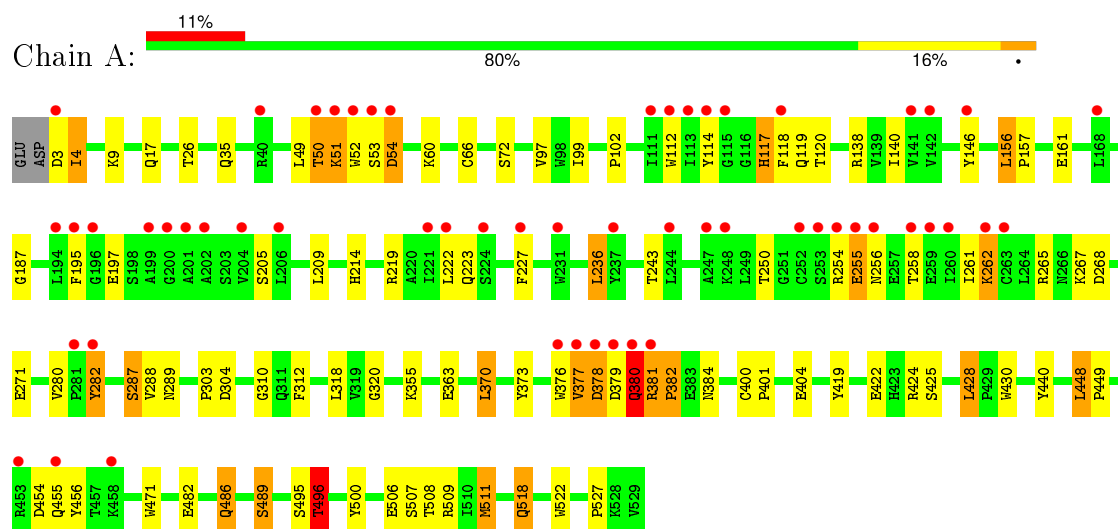 11%
Chain A:
80% 16% •
GLU ASP D3 I4 K9 Q17 T26 Q35 R40 L49 T50 K51 W52 S53 D54 K60 C66 S72 V97 W98 I99 P102 I111 W112 I113 Y114 G115 G116 H117 F118 Q119 T120 R138 V139 I140 V141 V142 Y146 L156 P157 E161 L168
G187 L194 F195 G196 E197 S198 A199 G200 A201 A202 S203 V204 S205 L206 L209 H214 R219 A220 I221 L222 Q223 S224 F227 W231 L236 Y237 T243 L244 A247 K248 L249 T250 G251 C252 S253 R254 E255 N256 E257 T258 E259 I260 I261 K262 C263 L264 R265 N266 K267 D268
E271 V280 P281 Y282 S287 V288 N289 P303 D304 G310 Q311 F312 L318 V319 G320 K355 E363 L370 Y373 W376 V377 D378 D379 Q380 R381 P382 E383 N384 C400 P401 E404 Y419 E422 H423 R424 S425 L428 P429 W430 Y440 L448 P449
R453 D454 Q455 Y456 T457 K458 W471 E482 Q486 S489 S495 T496 Y500 E506 S507 T508 R509 I510 M511 Q518 W522 P527 K528 V529